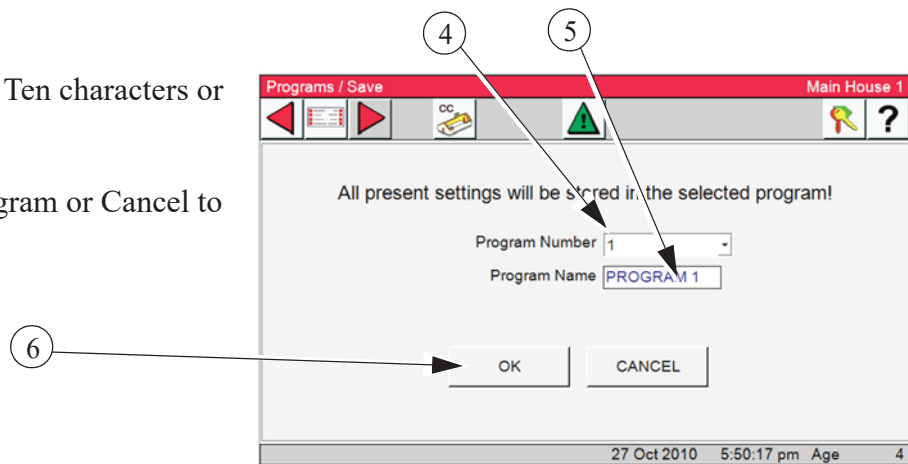 4 5
Ten characters or
gram or Cancel to
6
Programs / Save Main House 1
CC ?
All present settings will be stored in the selected program!
Program Number 1
Program Name PROGRAM 1
OK CANCEL
27 Oct 2010 5:50:17 pm Age 4